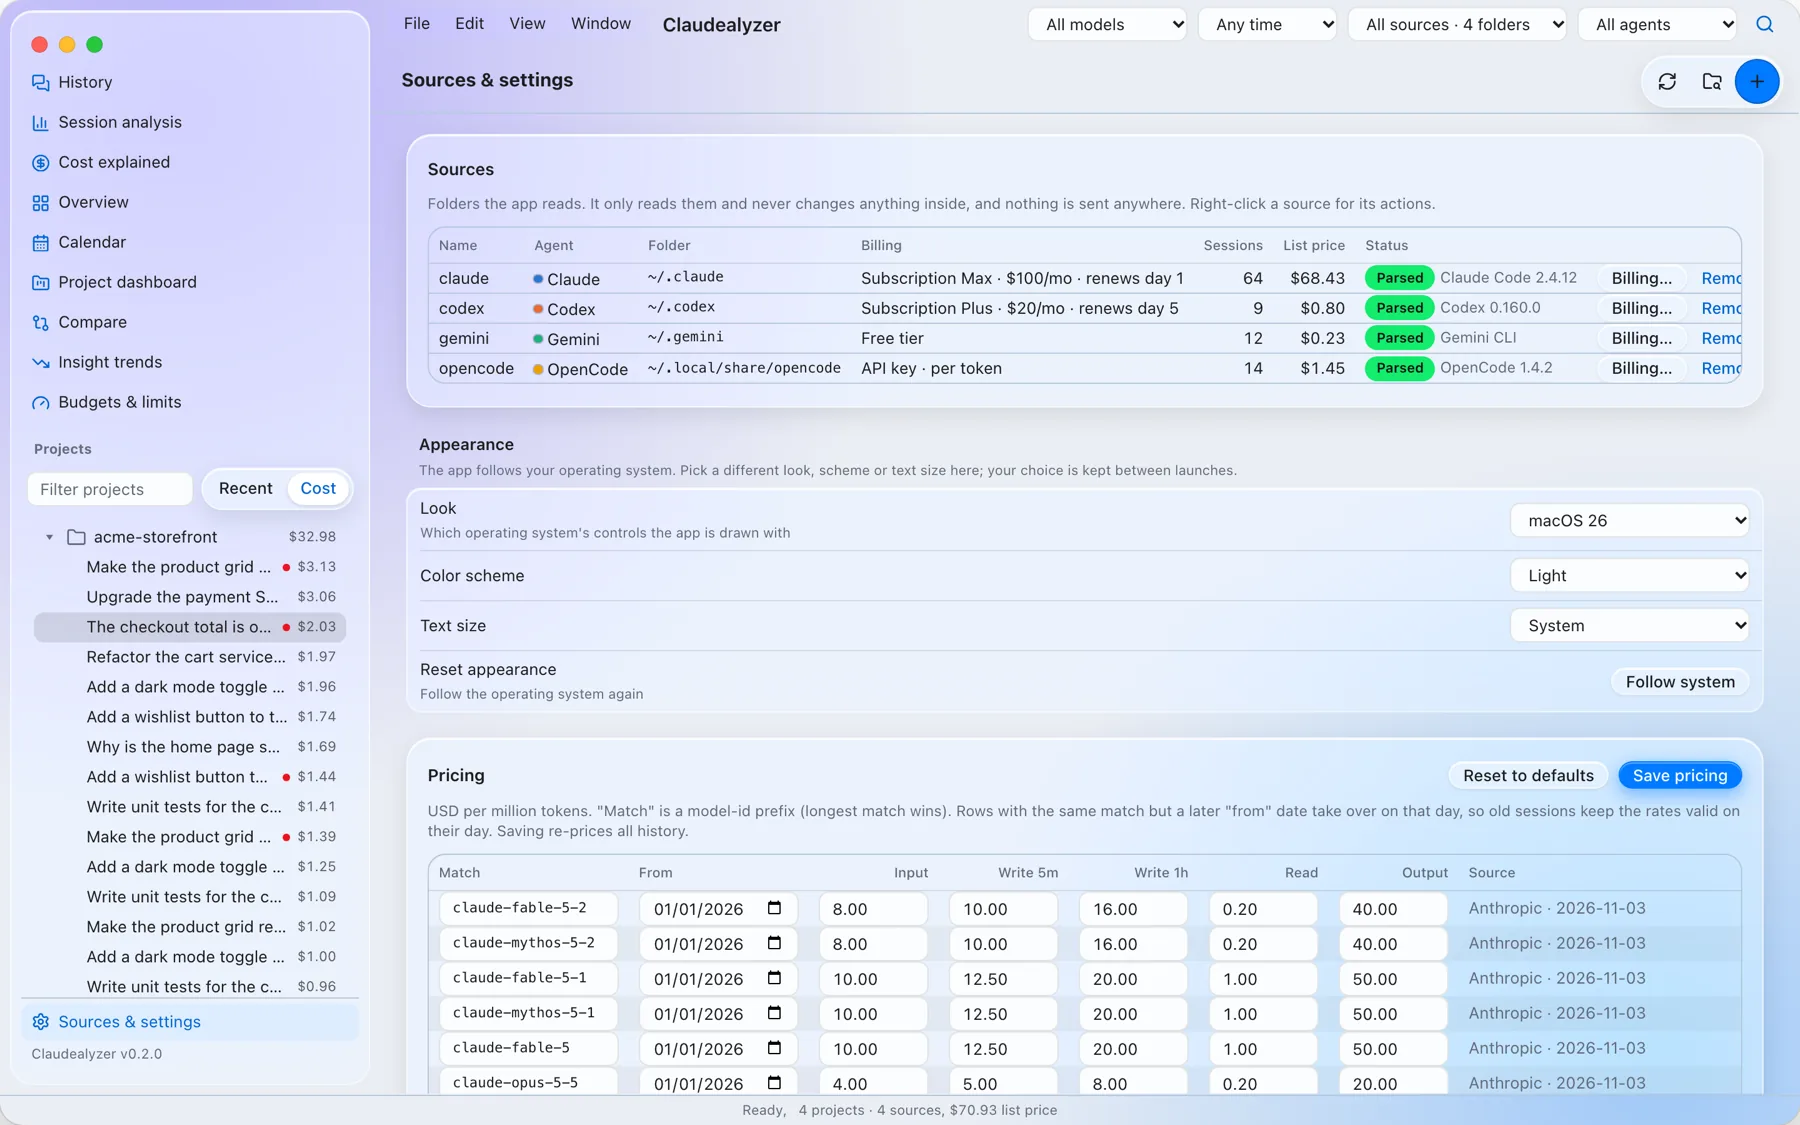 File Edit View Window Claudealyzer All models Any time All sources · 4 folders All agents
History
Session analysis
Cost explained
Overview
Calendar
Project dashboard
Compare
Insight trends
Budgets & limits
Projects
Filter projects Recent Cost
acme-storefront $32.98
Make the product grid ... $3.13
Upgrade the payment S... $3.06
The checkout total is o... $2.03
Refactor the cart service... $1.97
Add a dark mode toggle ... $1.96
Add a wishlist button to t... $1.74
Why is the home page s... $1.69
Add a wishlist button t... $1.44
Write unit tests for the c... $1.41
Make the product grid ... $1.39
Add a dark mode toggle ... $1.25
Write unit tests for the c... $1.09
Make the product grid re... $1.02
Add a dark mode toggle ... $1.00
Write unit tests for the c... $0.96
Sources & settings
Claudealyzer v0.2.0
Sources & settings
Sources
Folders the app reads. It only reads them and never changes anything inside, and nothing is sent anywhere. Right-click a source for its actions.
Name Agent Folder Billing Sessions List price Status
claude Claude ~/.claude Subscription Max · $100/mo · renews day 1 64 $68.43 Parsed Claude Code 2.4.12 Billing... Remo
codex Codex ~/.codex Subscription Plus · $20/mo · renews day 5 9 $0.80 Parsed Codex 0.160.0 Billing... Remo
gemini Gemini ~/.gemini Free tier 12 $0.23 Parsed Gemini CLI Billing... Remo
opencode OpenCode ~/.local/share/opencode API key · per token 14 $1.45 Parsed OpenCode 1.4.2 Billing... Remo
Appearance
The app follows your operating system. Pick a different look, scheme or text size here; your choice is kept between launches.
Look macOS 26
Which operating system's controls the app is drawn with
Color scheme Light
Text size System
Reset appearance Follow system
Follow the operating system again
Pricing Reset to defaults Save pricing
USD per million tokens. "Match" is a model-id prefix (longest match wins). Rows with the same match but a later "from" date take over on that day, so old sessions keep the rates valid on
their day. Saving re-prices all history.
Match From Input Write 5m Write 1h Read Output Source
claude-fable-5-2 01/01/2026 8.00 10.00 16.00 0.20 40.00 Anthropic · 2026-11-03
claude-mythos-5-2 01/01/2026 8.00 10.00 16.00 0.20 40.00 Anthropic · 2026-11-03
claude-fable-5-1 01/01/2026 10.00 12.50 20.00 1.00 50.00 Anthropic · 2026-11-03
claude-mythos-5-1 01/01/2026 10.00 12.50 20.00 1.00 50.00 Anthropic · 2026-11-03
claude-fable-5 01/01/2026 10.00 12.50 20.00 1.00 50.00 Anthropic · 2026-11-03
claude-opus-5-5 01/01/2026 4.00 5.00 8.00 0.20 20.00 Anthropic · 2026-11-03
Ready, 4 projects · 4 sources, $70.93 list price